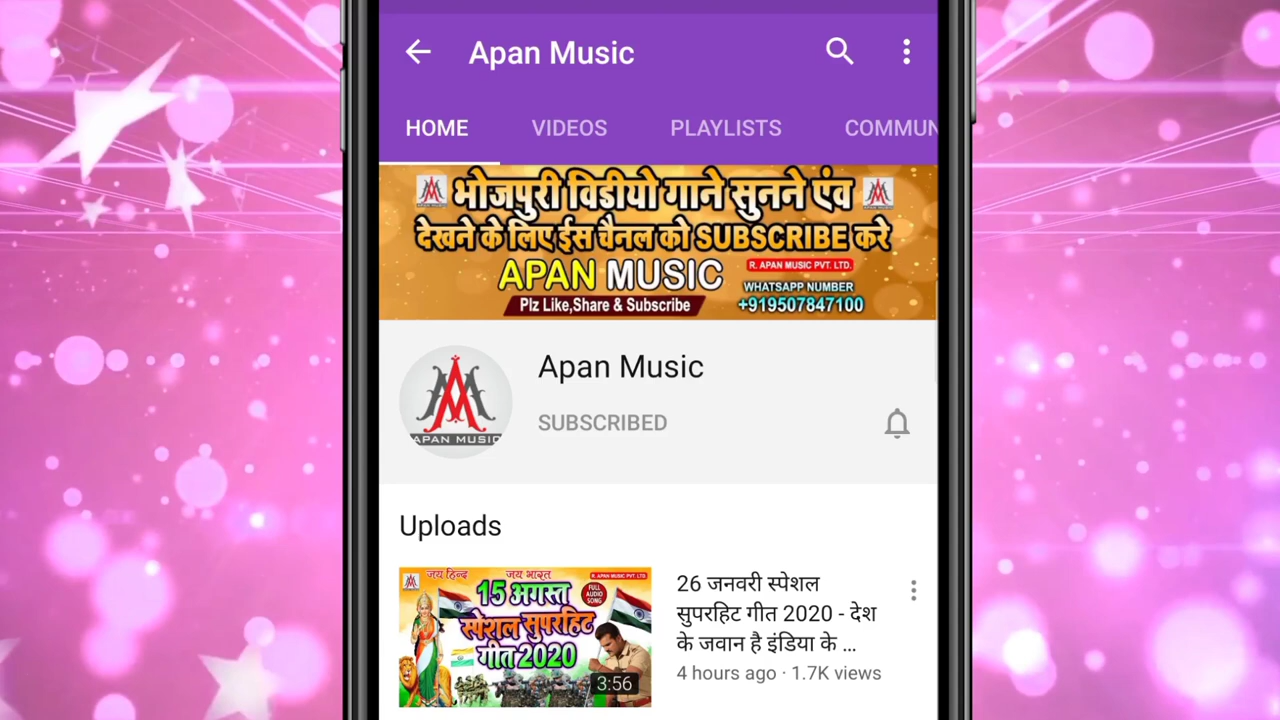 Apan Music
HOME VIDEOS PLAYLISTS COMMUN
भोजपुरी विडीयो गाने सुनने एंव
देखने के लिए ईस चैनल को SUBSCRIBE करे
APAN MUSIC
R. APAN MUSIC PVT. LTD.
Plz Like,Share & Subscribe
WHATSAPP NUMBER
+919507847100
Apan Music
APAN MUSIC
SUBSCRIBED
Uploads
जय हिन्द जय भारत
R. APAN MUSIC PVT. LTD
15 अगस्त
FULL
AUDIO
SONG
स्पेशल सुपरहिट
गीत 2020
3:56
26 जनवरी स्पेशल
सुपरहिट गीत 2020 - देश
के जवान है इंडिया के ...
4 hours ago · 1.7K views